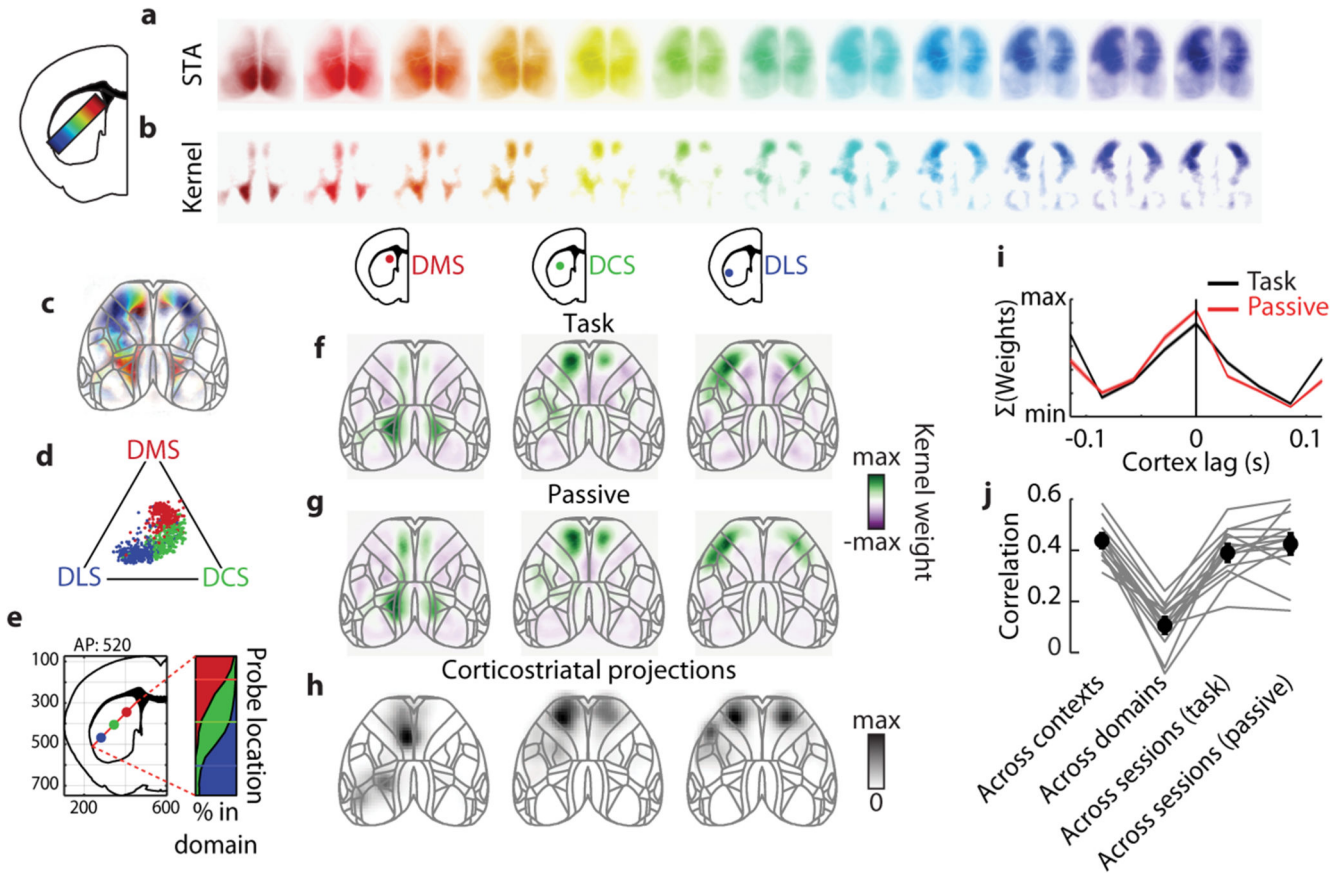 a
STA
b
Kernel
DMS
DCS
DLS
c
d
DMS
DLS
DCS
e
AP: 520
100
300
500
700
200
600
% in
domain
Probe location
f
Task
g
Passive
max
-max
Kernel weight
Corticostriatal projections
h
max
0
i
Task
Passive
max
Σ(Weights)
min
-0.1
0
0.1
Cortex lag (s)
j
0.6
0.4
0.2
0
Correlation
Across contexts
Across domains
Across sessions (task)
Across sessions (passive)